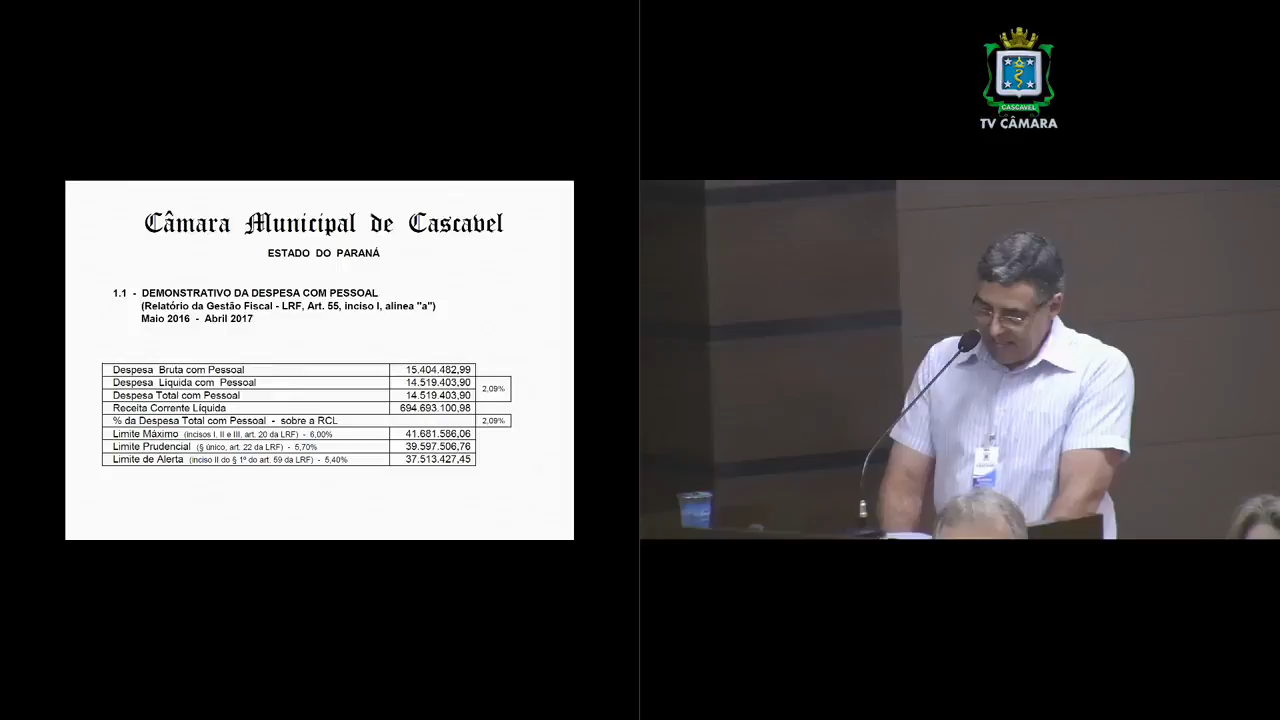 Câmara Municipal de Cascavel
ESTADO DO PARANÁ
1.1 - DEMONSTRATIVO DA DESPESA COM PESSOAL
(Relatório da Gestão Fiscal - LRF, Art. 55, inciso I, alinea "a")
Maio 2016 - Abril 2017
Despesa Bruta com Pessoal 15.404.482,99
Despesa Líquida com Pessoal 14.519.403,90
2,09%
Despesa Total com Pessoal 14.519.403,90
Receita Corrente Líquida 694.693.100,98
% da Despesa Total com Pessoal - sobre a RCL 2,09%
Limite Máximo (incisos I, II e III, art. 20 da LRF) - 6,00% 41.681.586,06
Limite Prudencial (§ único, art. 22 da LRF) - 5,70% 39.597.506,76
Limite de Alerta (inciso II do § 1º do art. 59 da LRF) - 5,40% 37.513.427,45
CASCAVEL
TV CÂMARA